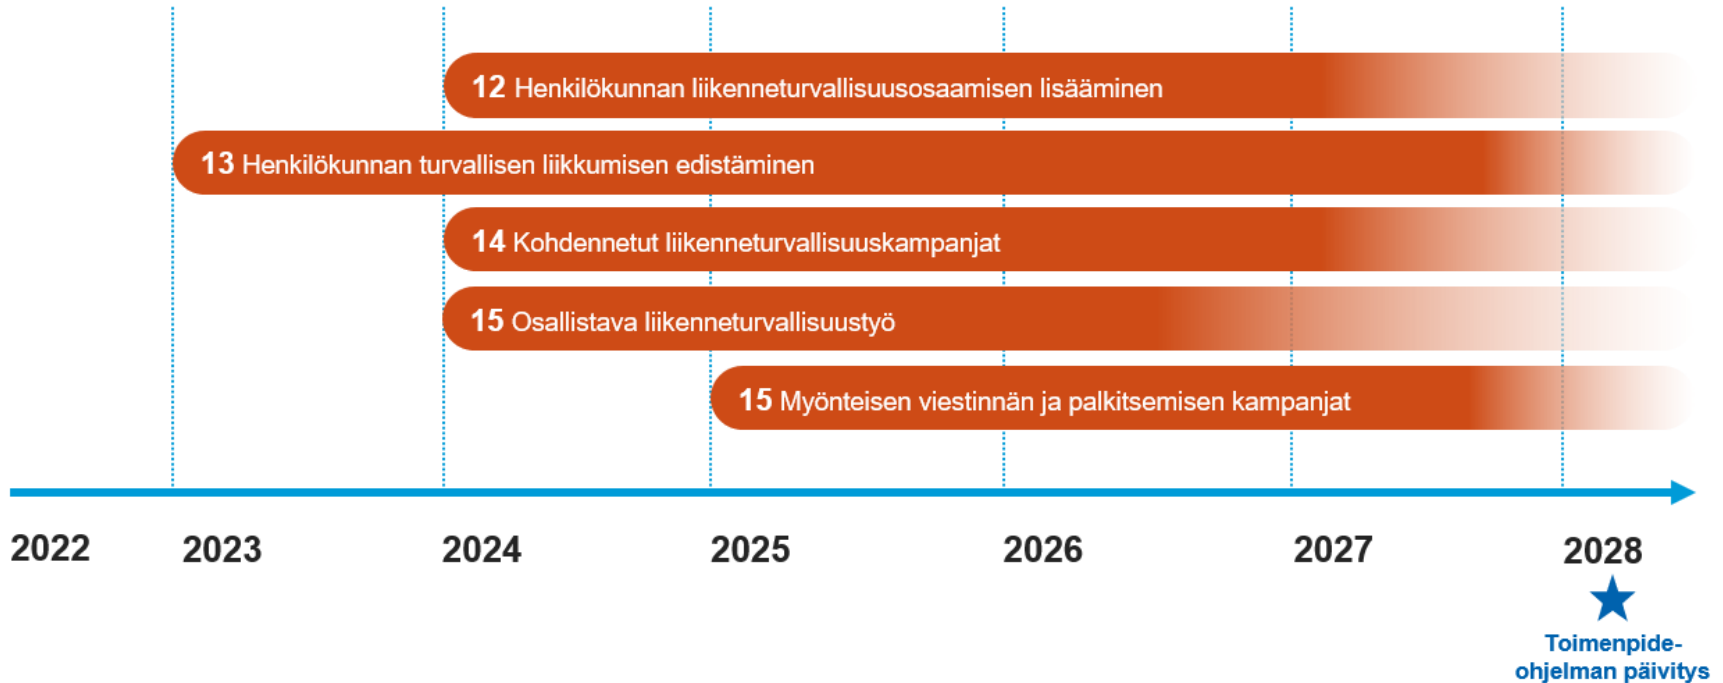 12 Henkilökunnan liikenneturvallisuusosaamisen lisääminen
13 Henkilökunnan turvallisen liikkumisen edistäminen
14 Kohdennetut liikenneturvallisuuskampanjat
15 Osallistava liikenneturvallisuustyö
15 Myönteisen viestinnän ja palkitsemisen kampanjat
2022 2023 2024 2025 2026 2027 2028
Toimenpide-
ohjelman päivitys